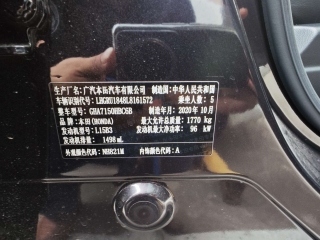 生产厂名：广汽本田汽车有限公司 制造国：中华人民共和国
车辆识别代号：LHGRU1848L8161572 乘坐人数：5
整车型号：GHA7150HBC6B 制造年月：2020年10月
品牌：本田(HONDA) 最大允许总质量：1770 kg
发动机型号：L15B3 发动机最大净功率：96 kW
发动机排量：1498 mL
外观颜色代码：NH821M 内饰颜色代码：A